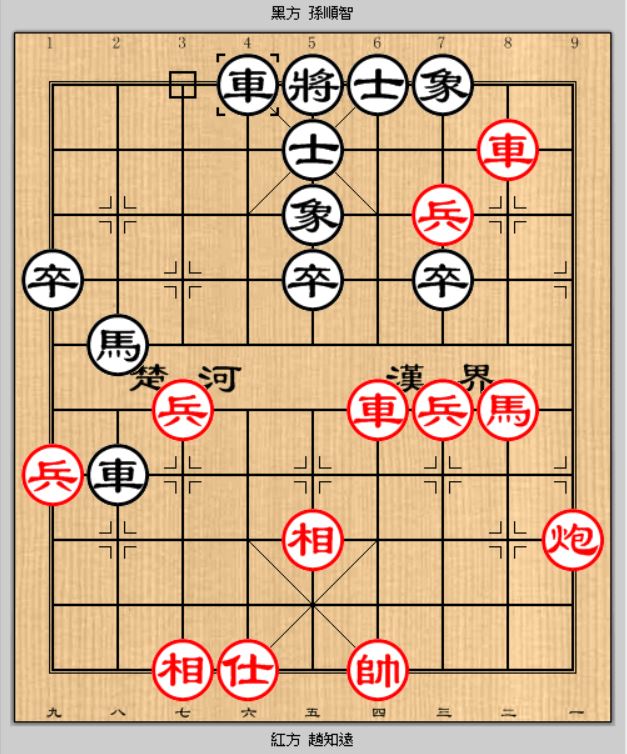 黑方 孫順智
1 2 3 4 5 6 7 8 9
車 將 士 象
士 車
象 兵
卒 卒 卒
馬
楚 河 漢 界
兵 車 兵 馬
兵 車
相 炮
相 仕 帥
九 八 七 六 五 四 三 二 一
紅方 趙知遠